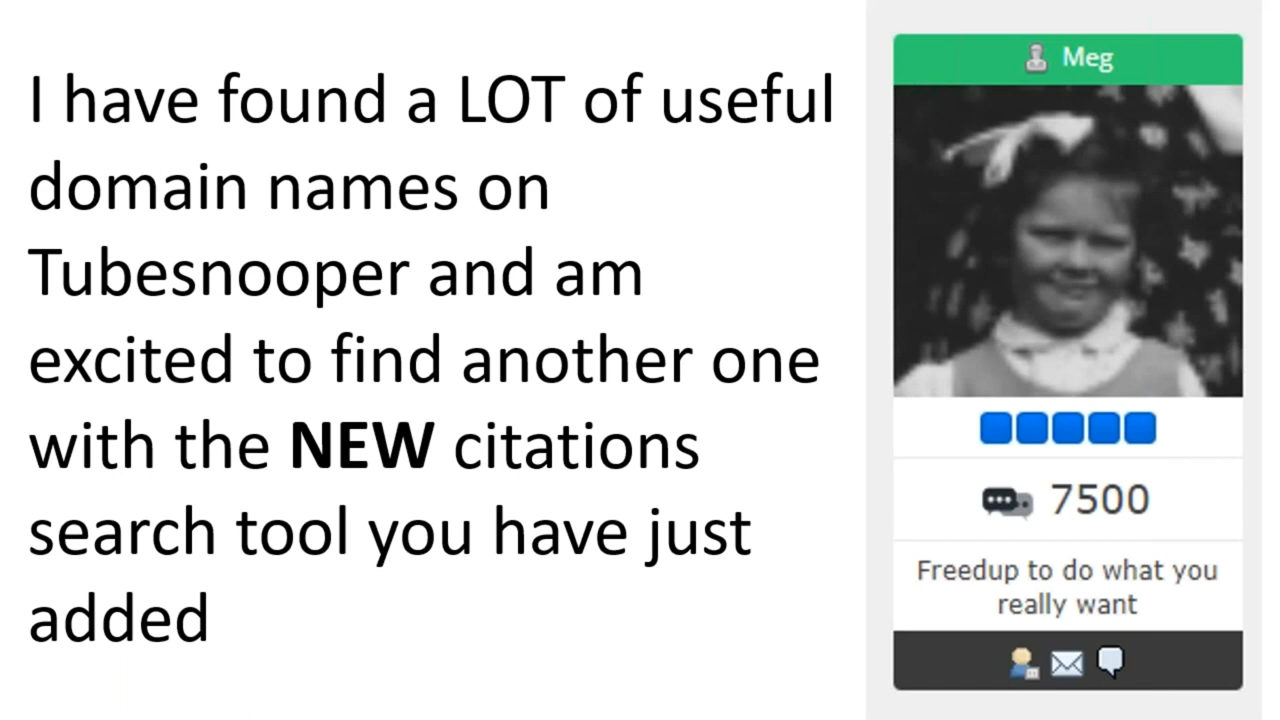 I have found a LOT of useful
domain names on
Tubesnooper and am
excited to find another one
with the NEW citations
search tool you have just
added
Meg
7500
Freedup to do what you
really want